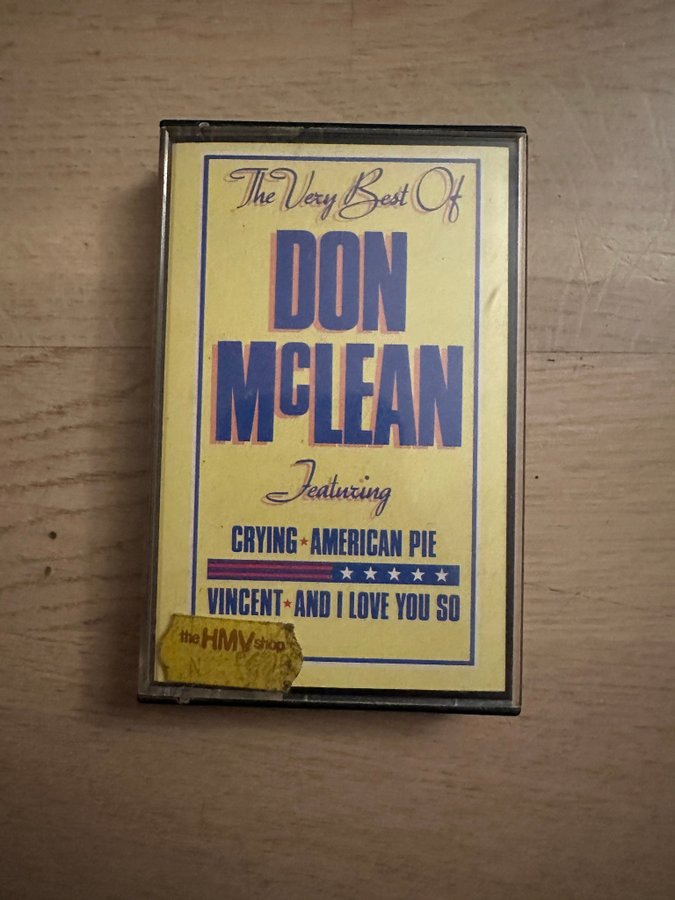 The Very Best Of
DON
McLEAN
Featuring
CRYING ★ AMERICAN PIE
VINCENT ★ AND I LOVE YOU SO
the HMV shop